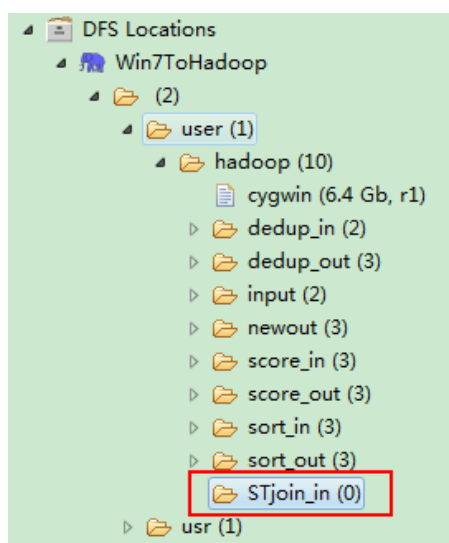 DFS Locations
Win7ToHadoop
(2)
user (1)
hadoop (10)
cygwin (6.4 Gb, r1)
dedup_in (2)
dedup_out (3)
input (2)
newout (3)
score_in (3)
score_out (3)
sort_in (3)
sort_out (3)
STjoin_in (0)
usr (1)